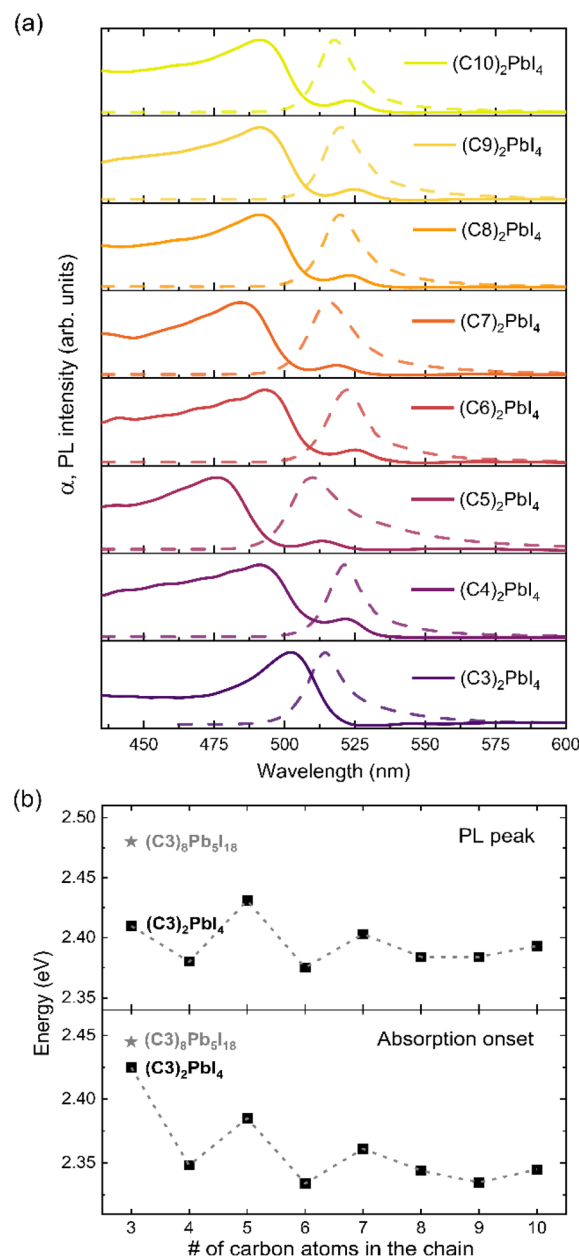 (a)
(C10)₂PbI₄
(C9)₂PbI₄
(C8)₂PbI₄
(C7)₂PbI₄
(C6)₂PbI₄
(C5)₂PbI₄
(C4)₂PbI₄
(C3)₂PbI₄
α, PL intensity (arb. units)
450 475 500 525 550 575 600
Wavelength (nm)
(b)
2.50
2.45
2.40
2.35
(C3)₈Pb₅I₁₈
PL peak
(C3)₂PbI₄
Energy (eV)
2.45
2.40
2.35
(C3)₈Pb₅I₁₈
Absorption onset
(C3)₂PbI₄
3 4 5 6 7 8 9 10
# of carbon atoms in the chain